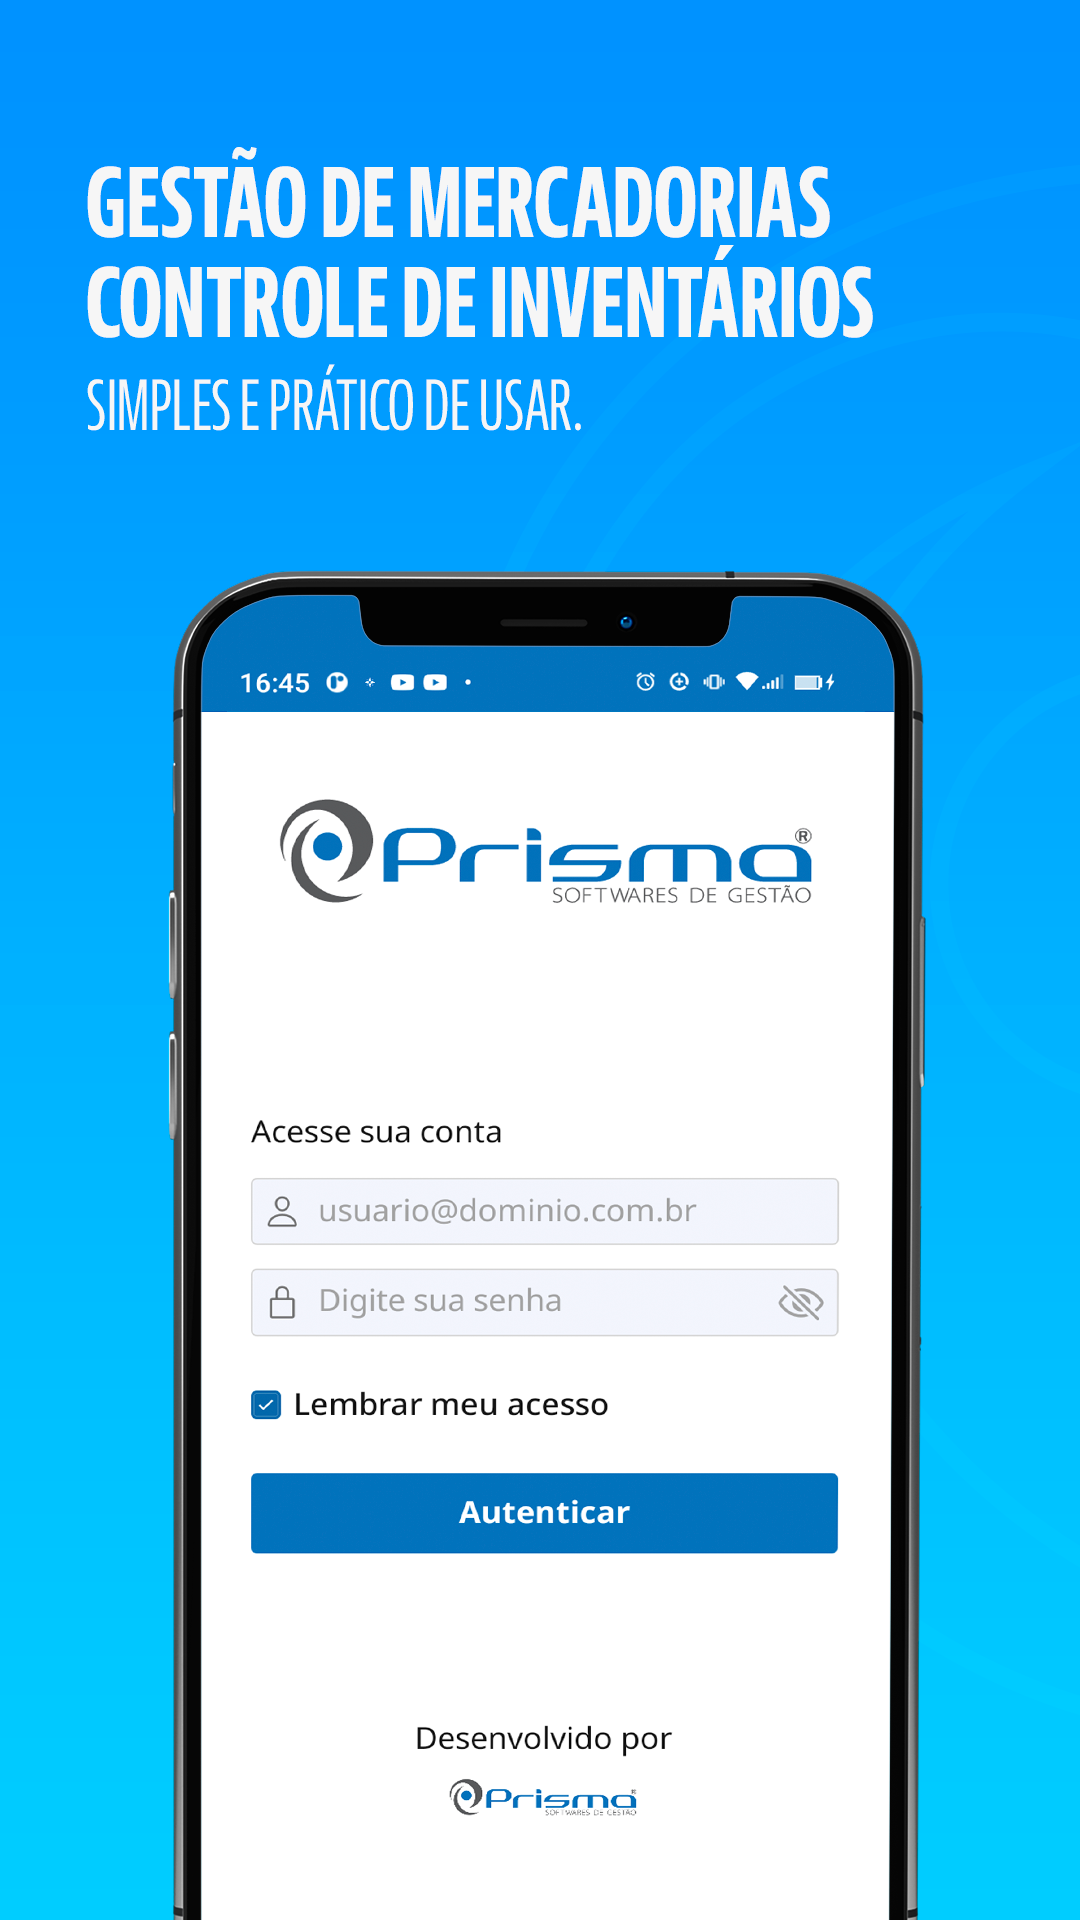 GESTÃO DE MERCADORIAS
CONTROLE DE INVENTÁRIOS
SIMPLES E PRÁTICO DE USAR.
16:45
Prisma®
SOFTWARES DE GESTÃO
Acesse sua conta
usuario@dominio.com.br
Digite sua senha
Lembrar meu acesso
Autenticar
Desenvolvido por
Prisma®
SOFTWARES DE GESTÃO